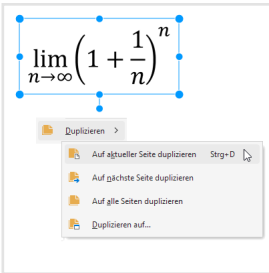 lim n→∞ (1 + 1/n)^n
Duplizieren >
Auf aktueller Seite duplizieren Strg+D
Auf nächste Seite duplizieren
Auf alle Seiten duplizieren
Duplizieren auf...